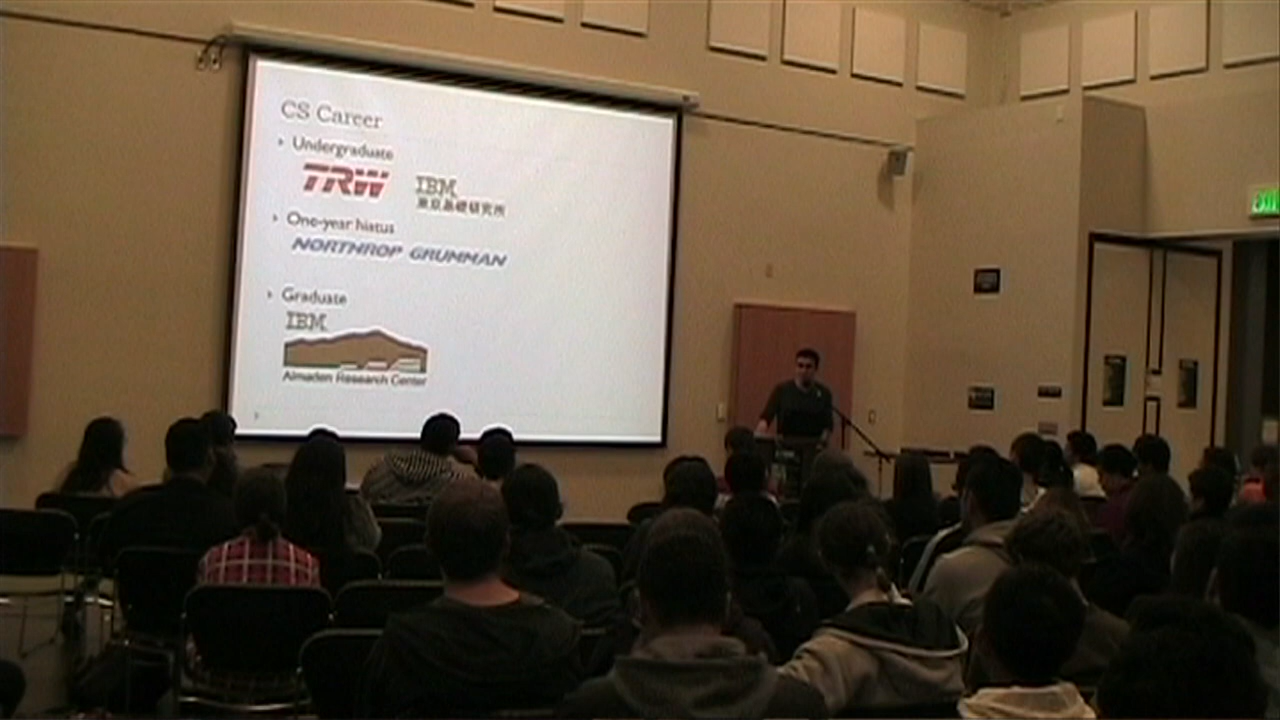 CS Career
Undergraduate
TRW
IBM
東京基礎研究所
One-year hiatus
NORTHROP GRUMMAN
Graduate
IBM
Almaden Research Center
EXIT